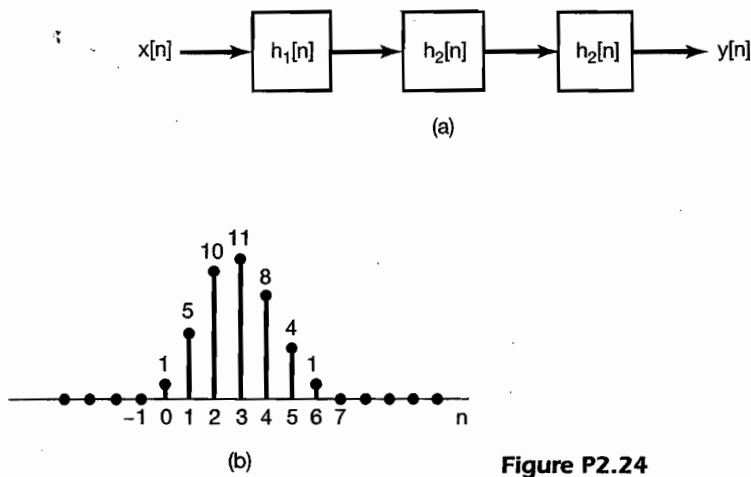 x[n] h₁[n] h₂[n] h₂[n] y[n]
(a)
11
10
8
5
4
1 1
−1 0 1 2 3 4 5 6 7 n
(b)
Figure P2.24